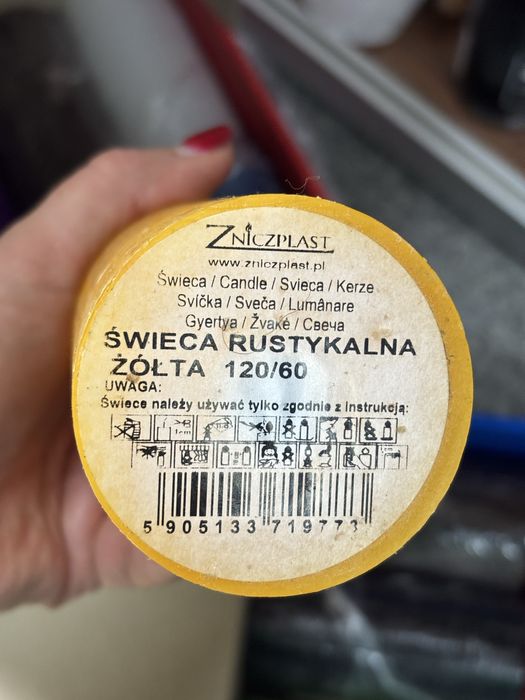 ZNICZPLAST
www.zniczplast.pl
Świeca / Candle / Svieca / Kerze
Svíčka / Sveča / Lumânare
Gyertya / Žvakė / Свеча
ŚWIECA RUSTYKALNA
ŻÓŁTA 120/60
UWAGA:
Świece należy używać tylko zgodnie z instrukcją:
5 905133 719773